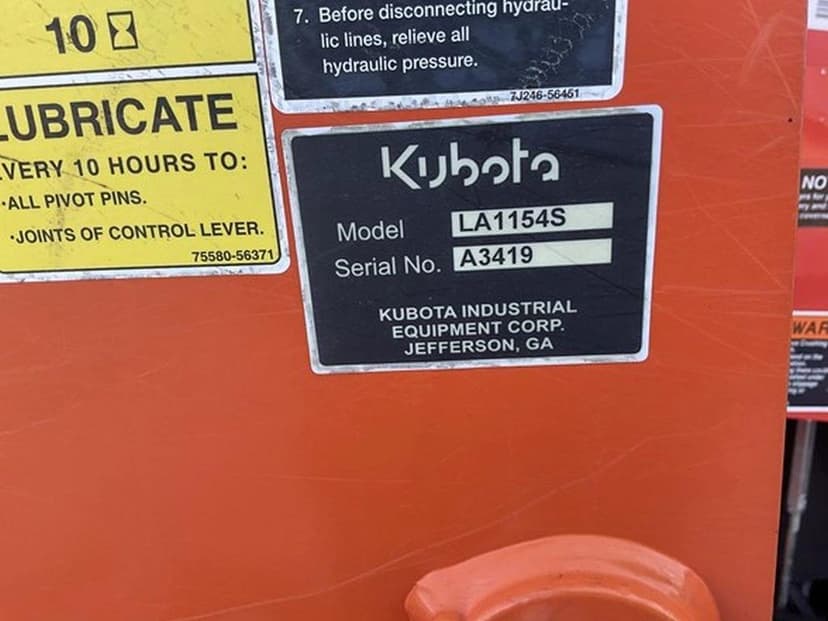 10
LUBRICATE
EVERY 10 HOURS TO:
·ALL PIVOT PINS.
·JOINTS OF CONTROL LEVER.
75580-56371
7. Before disconnecting hydrau-
lic lines, relieve all
hydraulic pressure.
7J246-56451
Kubota
Model LA1154S
Serial No. A3419
KUBOTA INDUSTRIAL
EQUIPMENT CORP.
JEFFERSON, GA
NO
WAR